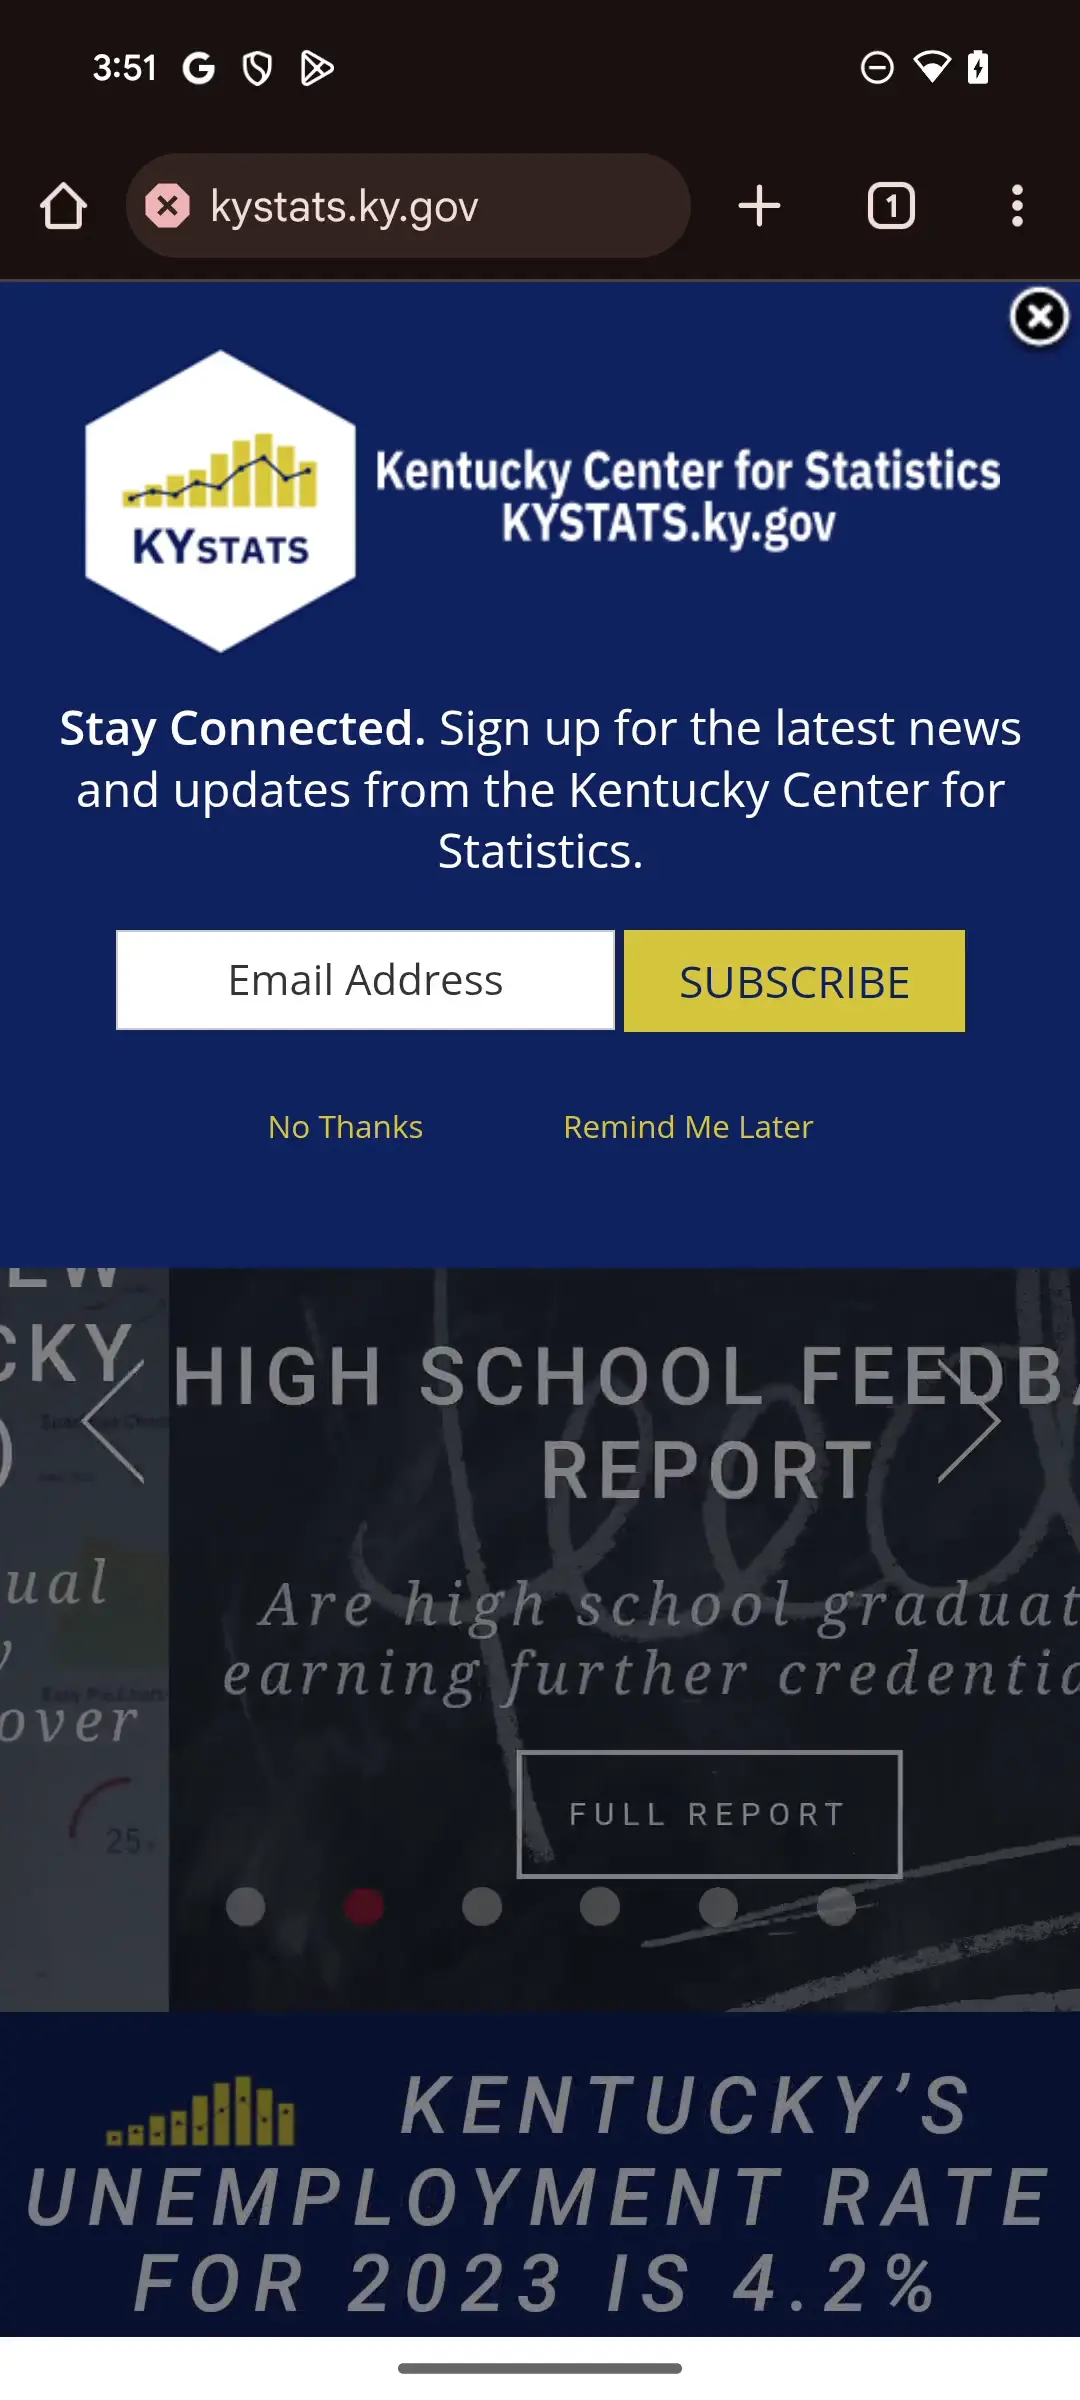 3:51
kystats.ky.gov
1
KYSTATS
Kentucky Center for Statistics
KYSTATS.ky.gov
Stay Connected. Sign up for the latest news
and updates from the Kentucky Center for
Statistics.
Email Address
SUBSCRIBE
No Thanks
Remind Me Later
CKY
HIGH SCHOOL FEEDBA
REPORT
ual
over
Are high school graduat
earning further credentia
25
FULL REPORT
KENTUCKY'S
UNEMPLOYMENT RATE
FOR 2023 IS 4.2%